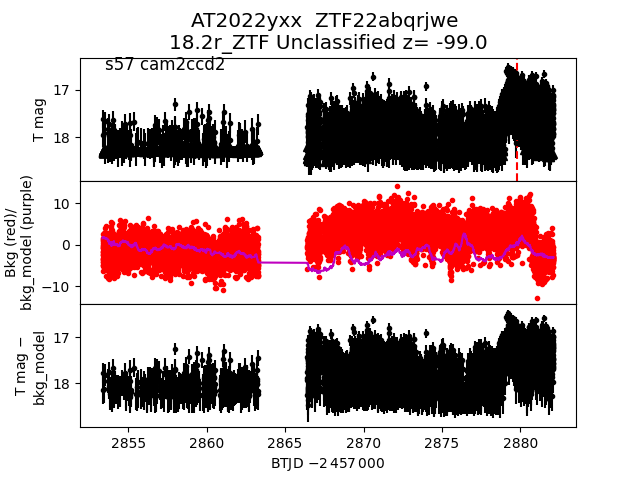 AT2022yxx  ZTF22abqrjwe
18.2r_ZTF Unclassified z= -99.0
s57 cam2ccd2
T mag
17
18
Bkg (red)/
bkg_model (purple)
10
0
−10
T mag −
bkg_model
17
18
2855 2860 2865 2870 2875 2880
BTJD −2 457 000